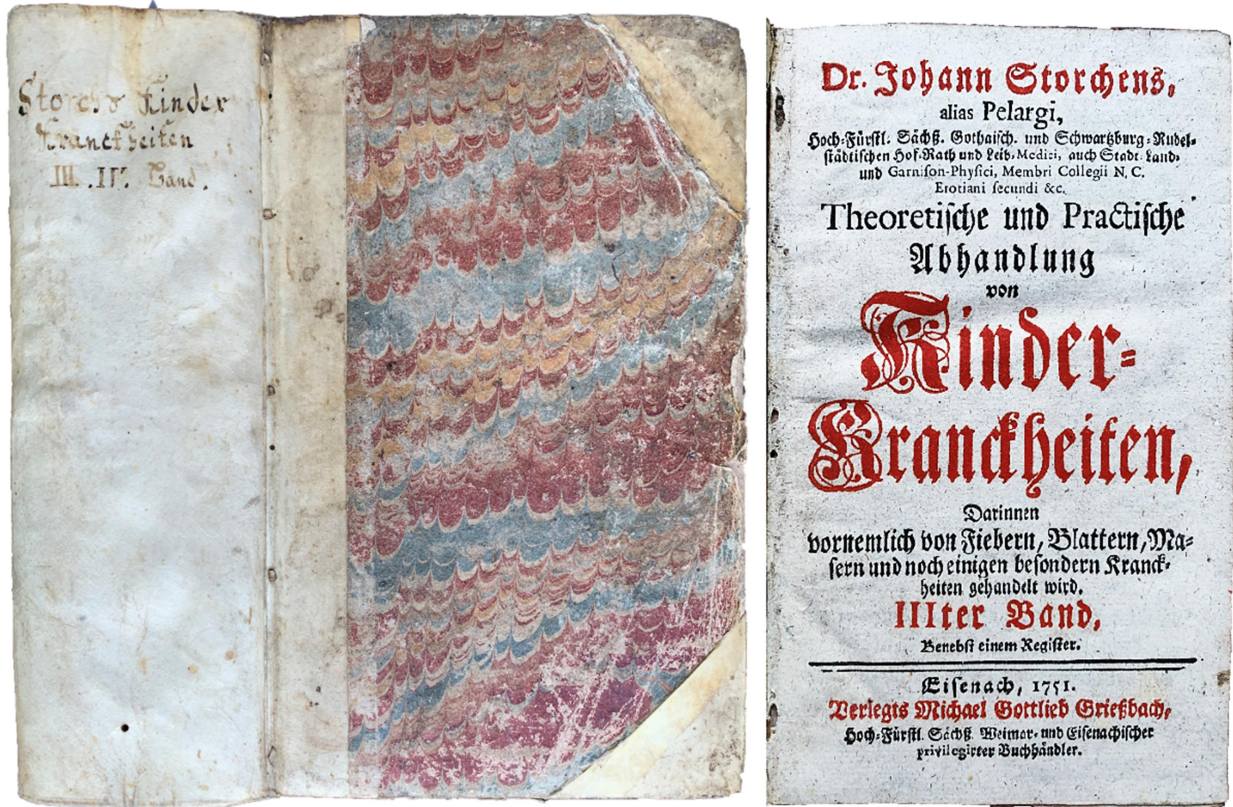 Storchs Kinder
Kranckheiten
III. IV. Band.
Dr. Johann Storchens,
alias Pelargi,
Hoch-Fürstl. Sächß. Gothaisch. und Schwartzburg-Rudel-
städtischen Hof-Rath und Leib-Medici, auch Stadt-Land-
und Garnison-Physici, Membri Collegii N. C.
Erotiani secundi &c.
Theoretische und Practische
Abhandlung
von
Kinder-
Kranckheiten,
Darinnen
vornemlich von Fiebern, Blattern, Ma-
sern und noch einigen besondern Kranck-
heiten gehandelt wird.
IIIter Band,
Benebst einem Register.
Eisenach, 1751.
Verlegts Michael Gottlieb Grießbach,
Hoch-Fürstl. Sächß. Weimar- und Eisenachischer
privilegirter Buchhändler.